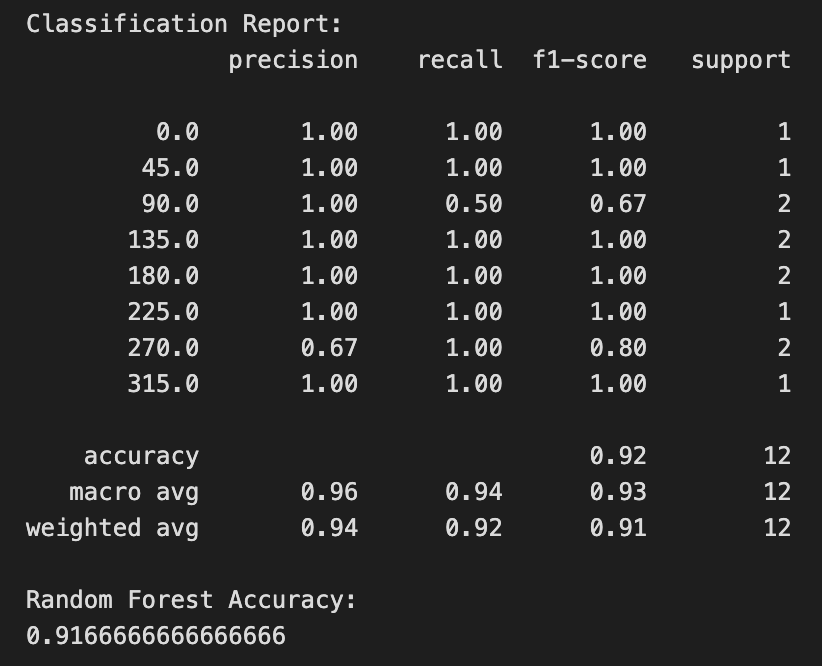 Classification Report:
precision recall f1-score support
0.0 1.00 1.00 1.00 1
45.0 1.00 1.00 1.00 1
90.0 1.00 0.50 0.67 2
135.0 1.00 1.00 1.00 2
180.0 1.00 1.00 1.00 2
225.0 1.00 1.00 1.00 1
270.0 0.67 1.00 0.80 2
315.0 1.00 1.00 1.00 1
accuracy 0.92 12
macro avg 0.96 0.94 0.93 12
weighted avg 0.94 0.92 0.91 12
Random Forest Accuracy:
0.9166666666666666